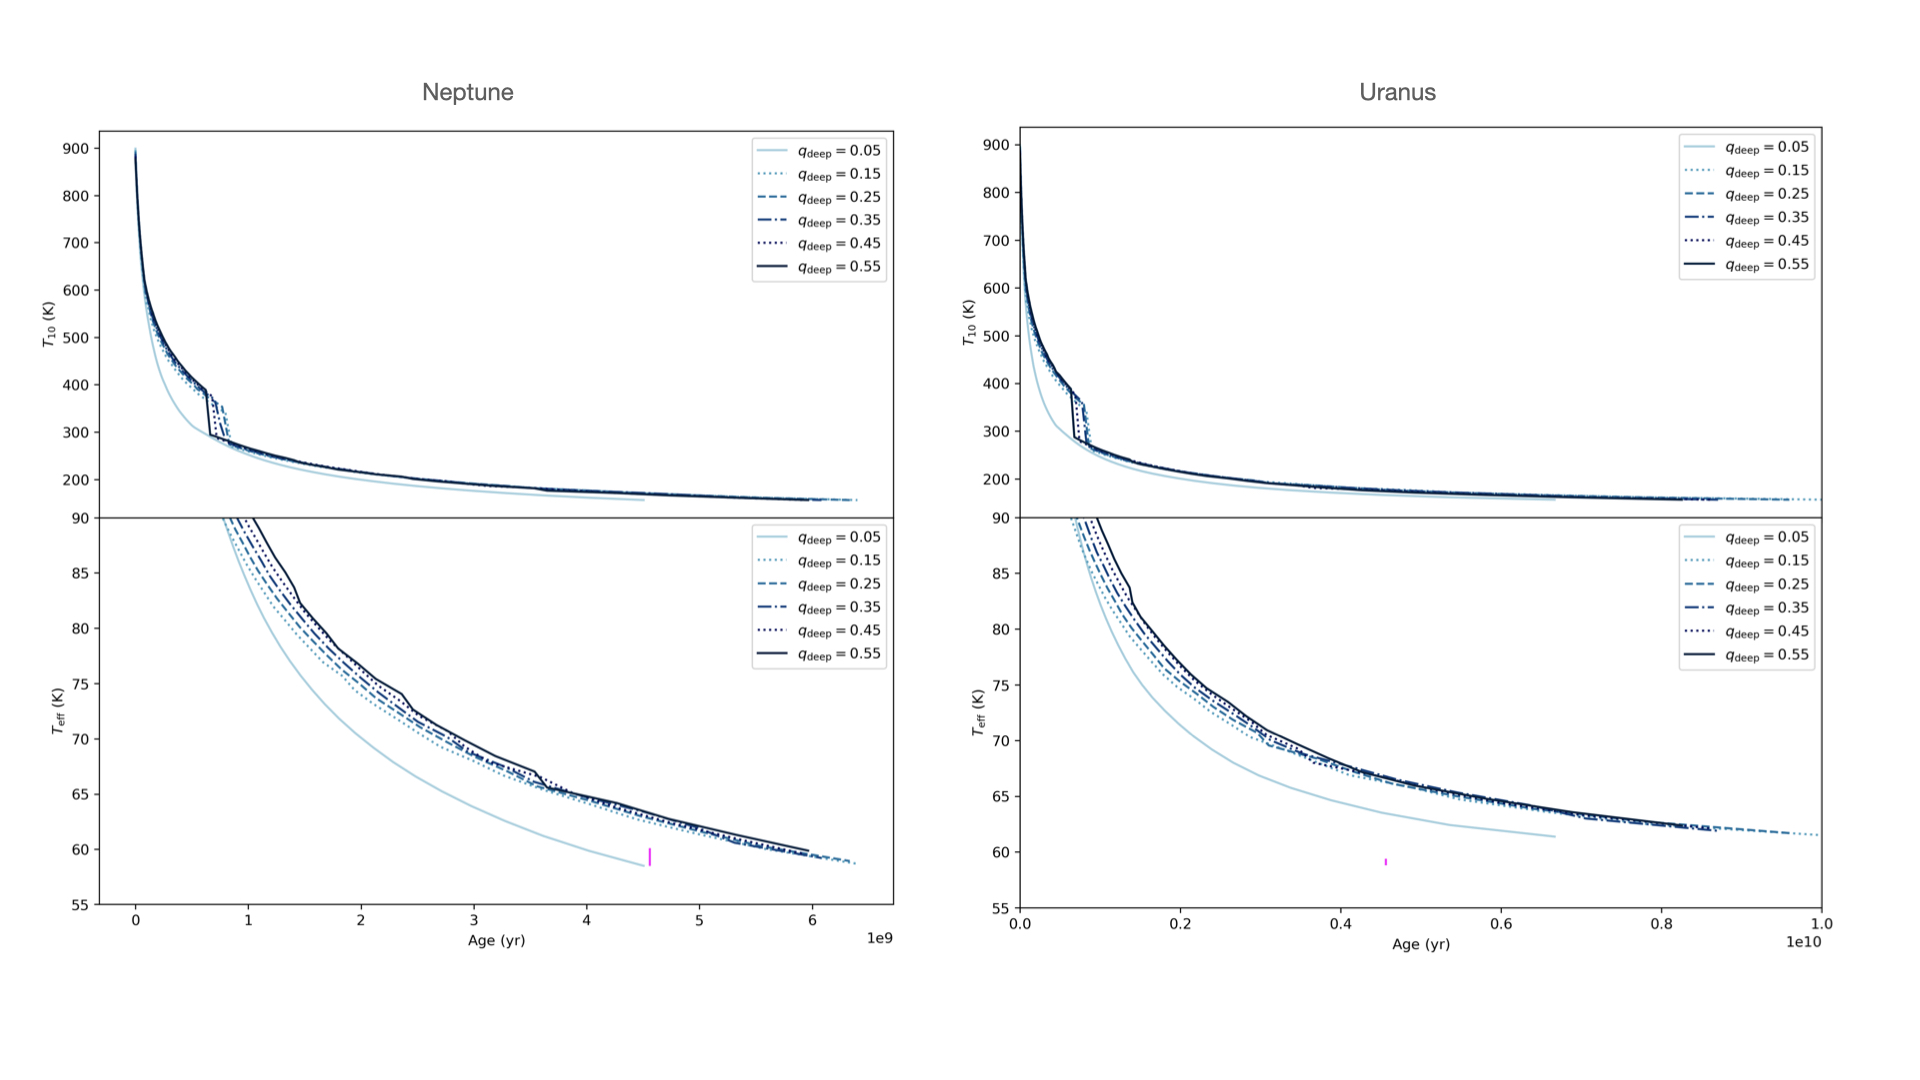 Neptune
Uranus
900
800
700
600
500
400
300
200
T10 (K)
qdeep = 0.05
qdeep = 0.15
qdeep = 0.25
qdeep = 0.35
qdeep = 0.45
qdeep = 0.55
90
85
80
75
70
65
60
55
Teff (K)
qdeep = 0.05
qdeep = 0.15
qdeep = 0.25
qdeep = 0.35
qdeep = 0.45
qdeep = 0.55
0 1 2 3 4 5 6
Age (yr)
1e9
900
800
700
600
500
400
300
200
T10 (K)
qdeep = 0.05
qdeep = 0.15
qdeep = 0.25
qdeep = 0.35
qdeep = 0.45
qdeep = 0.55
90
85
80
75
70
65
60
55
Teff (K)
qdeep = 0.05
qdeep = 0.15
qdeep = 0.25
qdeep = 0.35
qdeep = 0.45
qdeep = 0.55
0.0 0.2 0.4 0.6 0.8 1.0
Age (yr)
1e10